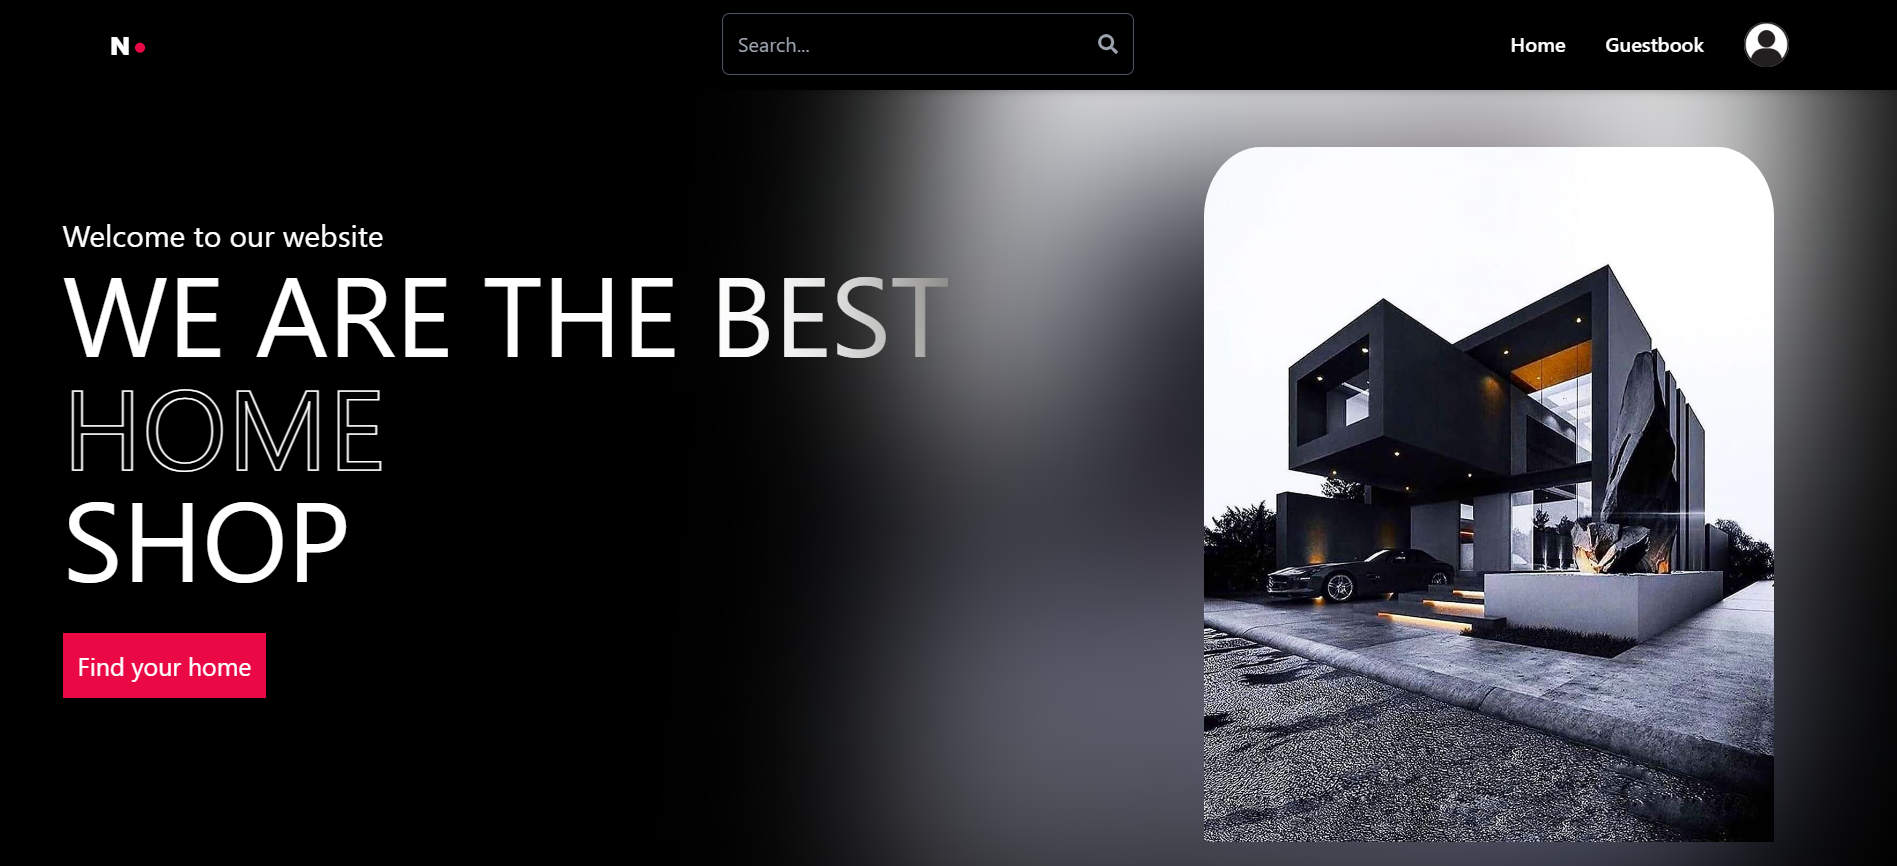 N
Search...
Home
Guestbook
Welcome to our website
WE ARE THE BEST
HOME
SHOP
Find your home